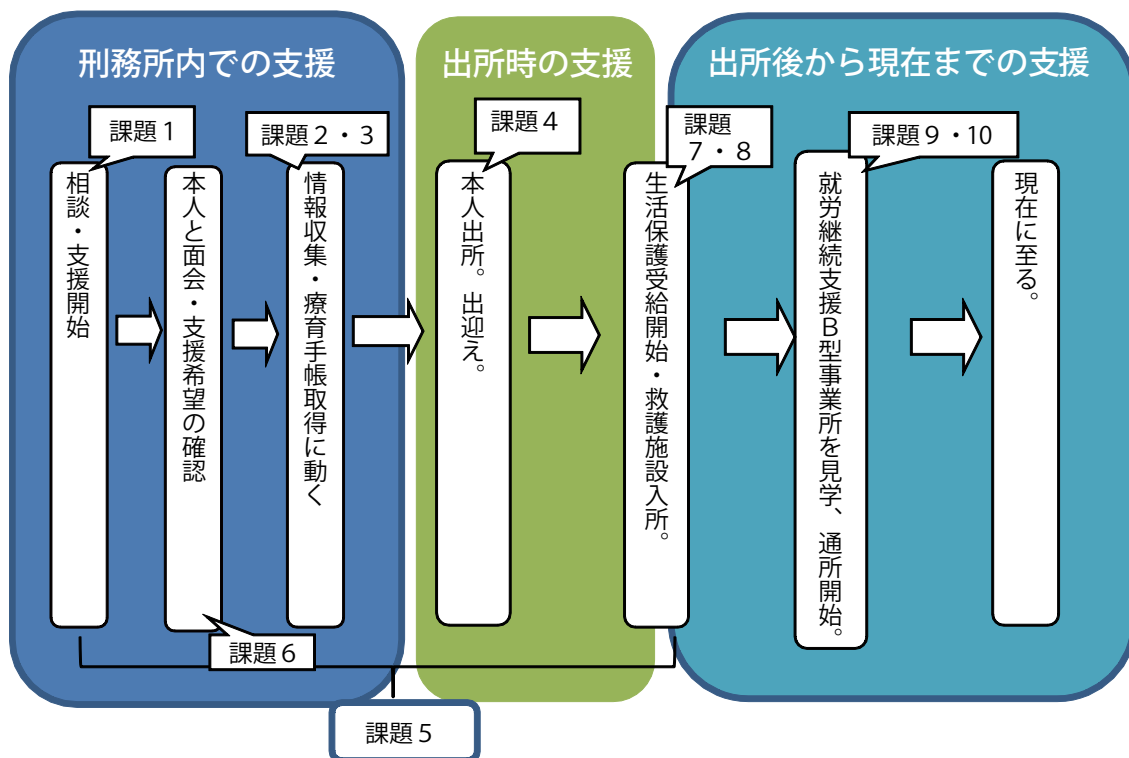 刑務所内での支援
出所時の支援
出所後から現在までの支援
課題1
課題2・3
課題4
課題
7・8
課題9・10
相談・支援開始
本人と面会・支援希望の確認
情報収集・療育手帳取得に動く
本人出所。出迎え。
生活保護受給開始・救護施設入所。
就労継続支援B型事業所を見学、通所開始。
現在に至る。
課題6
課題5